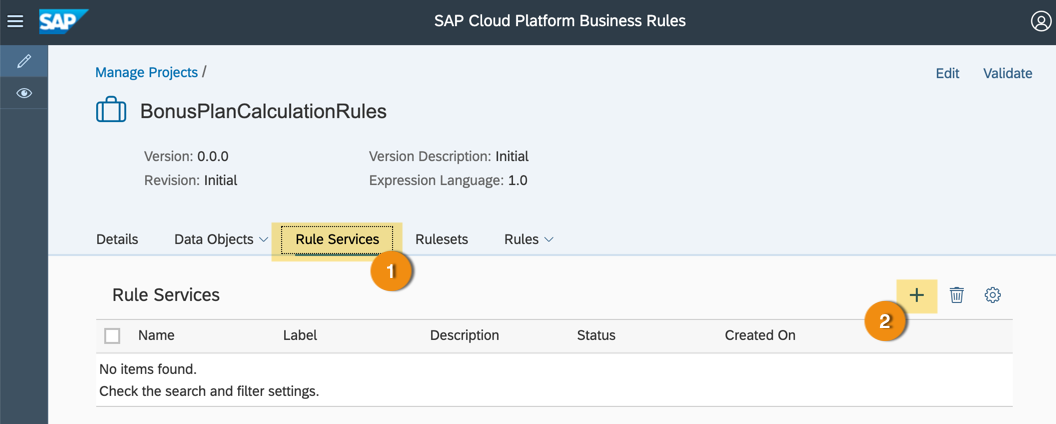 SAP SAP Cloud Platform Business Rules
Manage Projects / Edit Validate
BonusPlanCalculationRules
Version: 0.0.0 Version Description: Initial
Revision: Initial Expression Language: 1.0
Details Data Objects Rule Services Rulesets Rules
1
Rule Services
2
Name Label Description Status Created On
No items found.
Check the search and filter settings.